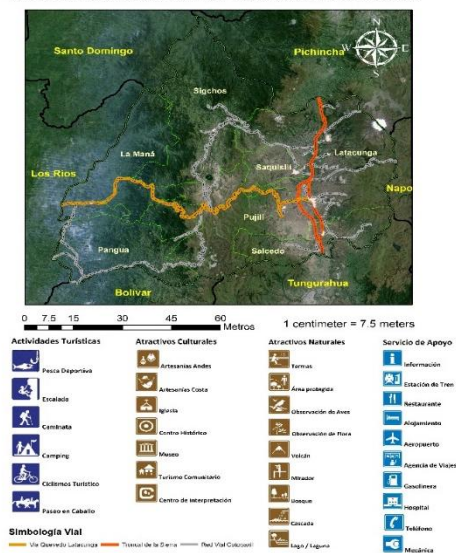 N
W E
S
Santo Domingo
Pichincha
Sigchos
La Maná
Latacunga
Saquisilí
Los Ríos
Napo
Pujilí
Pangua
Salcedo
Bolívar
Tungurahua
0 7.5 15 30 45 60
Metros
1 centimeter = 7.5 meters
Actividades Turísticas
Pesca Deportiva
Escalada
Caminata
Camping
Ciclismos Turístico
Paseo en Caballo
Atractivos Culturales
Artesanías Andes
Artesanías Costa
Iglesia
Centro Histórico
Museo
Turismo Comunitario
Centro de Interpretación
Atractivos Naturales
Termas
Área protegida
Observación de Aves
Observación de Flora
Volcán
Mirador
Bosque
Cascada
Lago / Laguna
Servicio de Apoyo
Información
Estación de Tren
Restaurante
Alojamiento
Aeropuerto
Agencia de Viajes
Gasolinera
Hospital
Teléfono
Mecánica
Simbología Vial
Vía Quevedo Latacunga
Troncal de la Sierra
Red Vial Cotopaxi